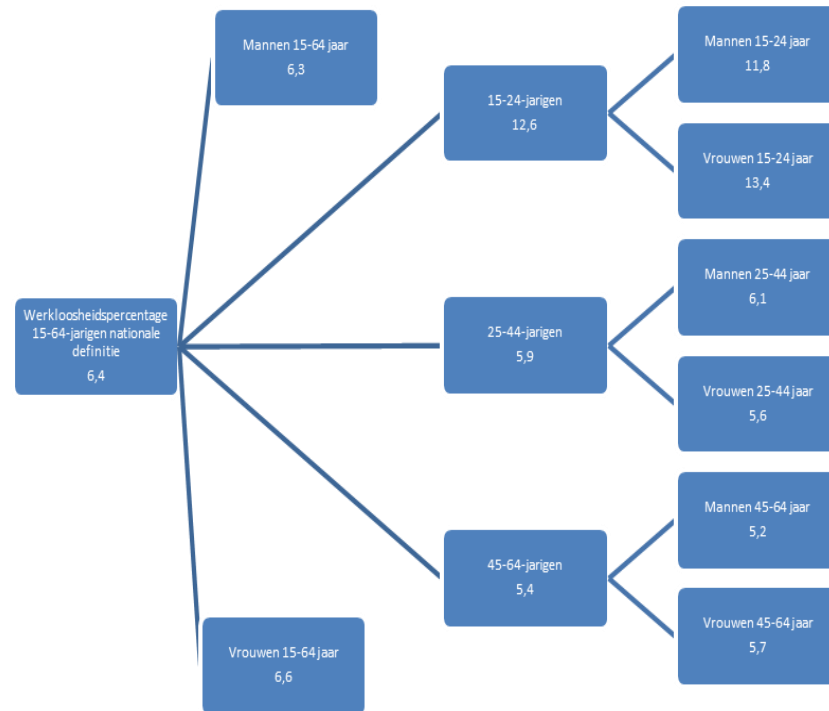 Werkloosheidspercentage
15-64-jarigen nationale
definitie
6,4
Mannen 15-64 jaar
6,3
Vrouwen 15-64 jaar
6,6
15-24-jarigen
12,6
Mannen 15-24 jaar
11,8
Vrouwen 15-24 jaar
13,4
25-44-jarigen
5,9
Mannen 25-44 jaar
6,1
Vrouwen 25-44 jaar
5,6
45-64-jarigen
5,4
Mannen 45-64 jaar
5,2
Vrouwen 45-64 jaar
5,7